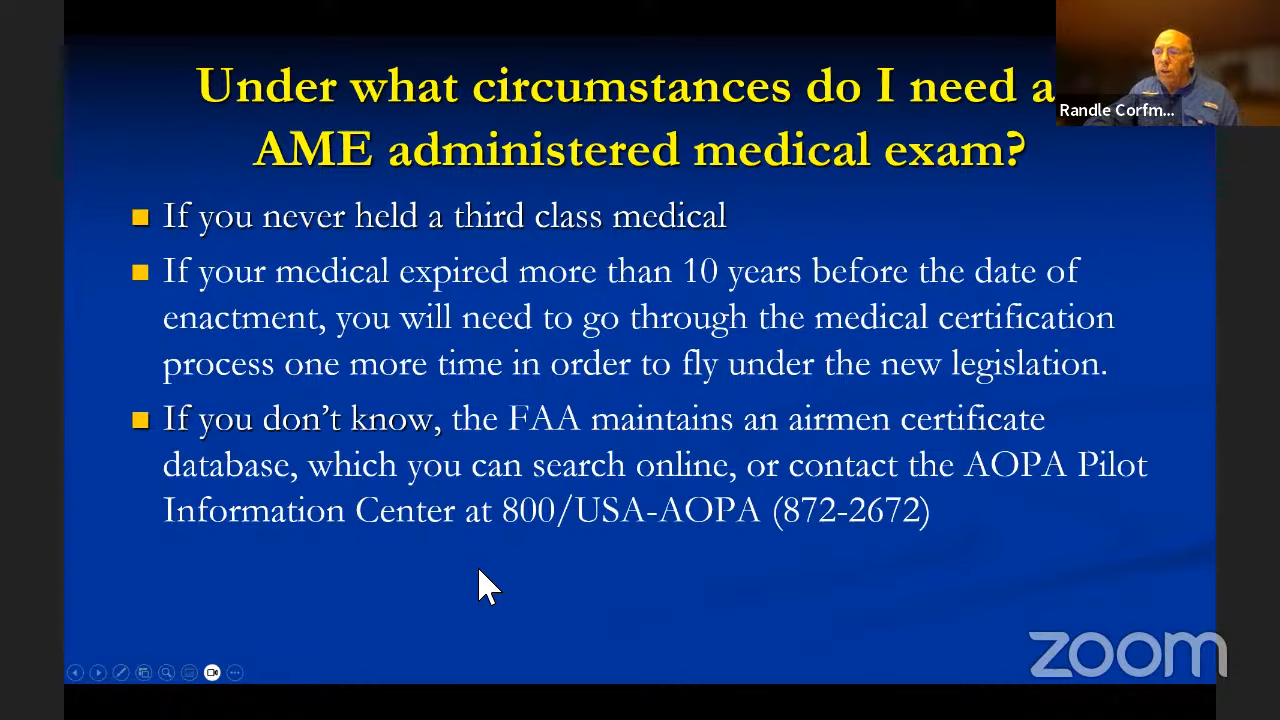 Under what circumstances do I need a
AME administered medical exam?
Randle Corfm...
If you never held a third class medical
If your medical expired more than 10 years before the date of
enactment, you will need to go through the medical certification
process one more time in order to fly under the new legislation.
If you don't know, the FAA maintains an airmen certificate
database, which you can search online, or contact the AOPA Pilot
Information Center at 800/USA-AOPA (872-2672)
zoom